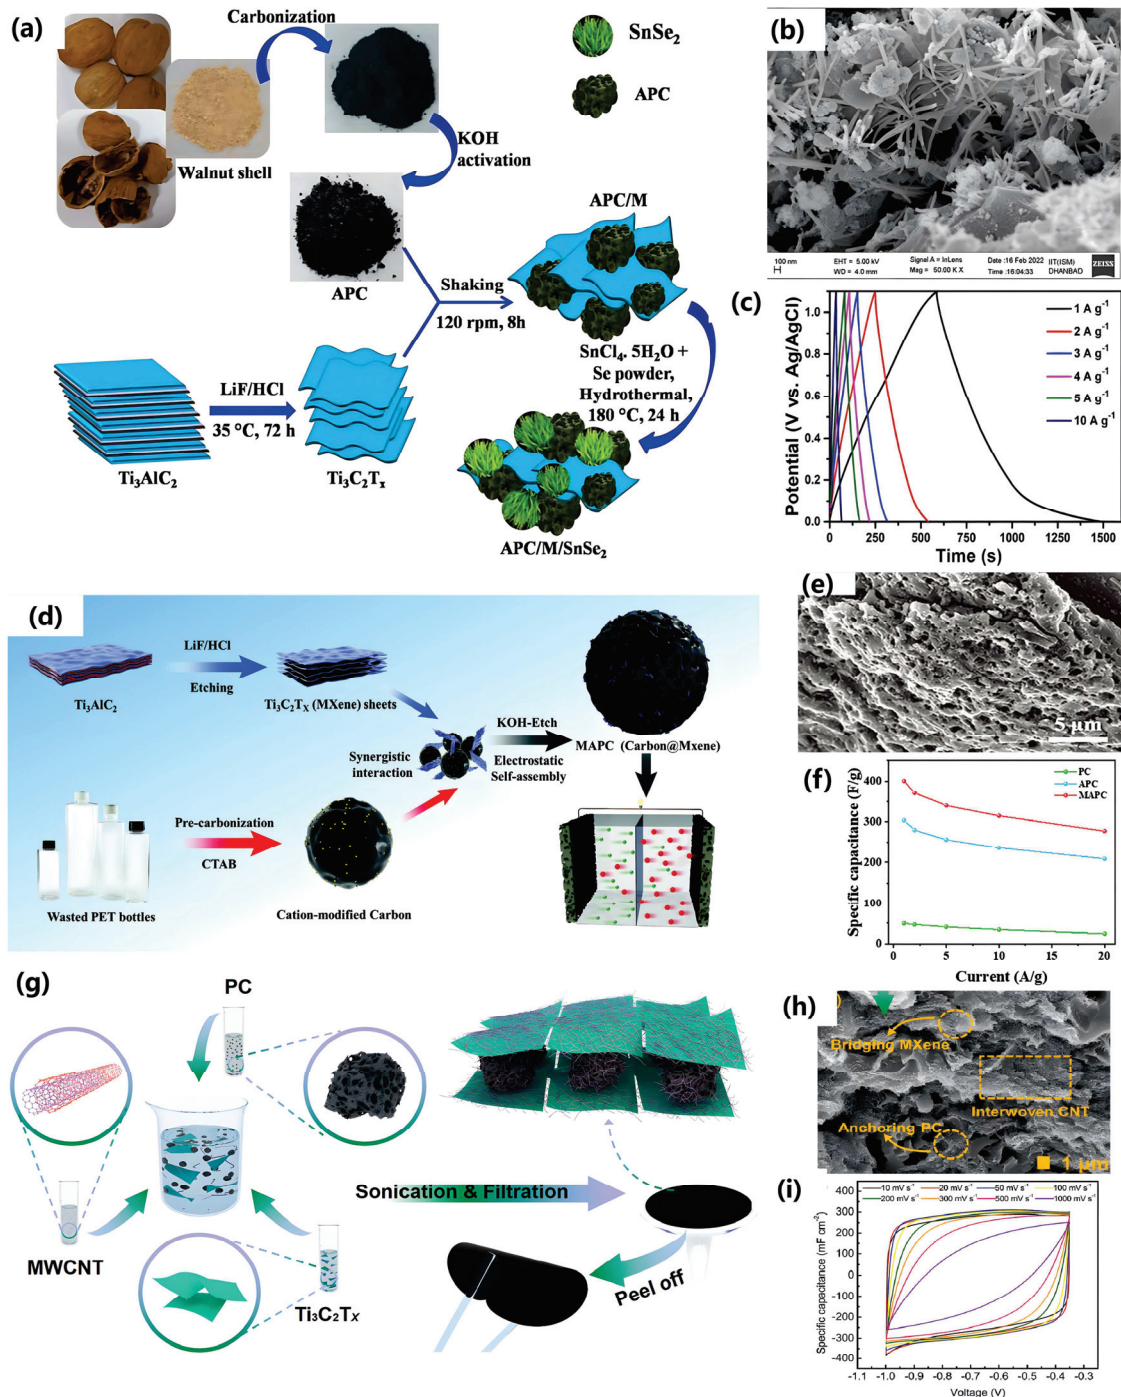 (a)
Carbonization
Walnut shell
KOH
activation
APC
SnSe₂
APC
APC/M
Shaking
120 rpm, 8h
SnCl₄. 5H₂O +
Se powder,
Hydrothermal,
180 °C, 24 h
LiF/HCl
35 °C, 72 h
Ti₃AlC₂
Ti₃C₂Tₓ
APC/M/SnSe₂
(b)
100 nm
EHT = 5.00 kV
WD = 4.0 mm
Signal A = InLens
Mag = 50.00 K X
Date :16 Feb 2022
Time :16:04:33
IIT(ISM)
DHANBAD
ZEISS
(c)
Potential (V vs. Ag/AgCl)
1.0
0.8
0.6
0.4
0.2
0.0
1 A g⁻¹
2 A g⁻¹
3 A g⁻¹
4 A g⁻¹
5 A g⁻¹
10 A g⁻¹
0 250 500 750 1000 1250 1500
Time (s)
(d)
LiF/HCl
Etching
Ti₃AlC₂
Ti₃C₂Tₓ (MXene) sheets
Synergistic
interaction
KOH-Etch
Electrostatic
Self-assembly
MAPC (Carbon@Mxene)
Pre-carbonization
CTAB
Wasted PET bottles
Cation-modified Carbon
(e)
5 μm
(f)
Specific capacitance (F/g)
400
300
200
100
0
PC
APC
MAPC
0 5 10 15 20
Current (A/g)
(g)
PC
MWCNT
Ti₃C₂Tx
Sonication & Filtration
Peel off
(h)
Bridging MXene
Interwoven CNT
Anchoring PC
1 μm
(i)
10 mV s⁻¹ 20 mV s⁻¹ 50 mV s⁻¹ 100 mV s⁻¹
200 mV s⁻¹ 300 mV s⁻¹ 500 mV s⁻¹ 1000 mV s⁻¹
Specific capacitance (mF cm⁻²)
400
300
200
100
0
-100
-200
-300
-400
-1.1 -1.0 -0.9 -0.8 -0.7 -0.6 -0.5 -0.4 -0.3
Voltage (V)